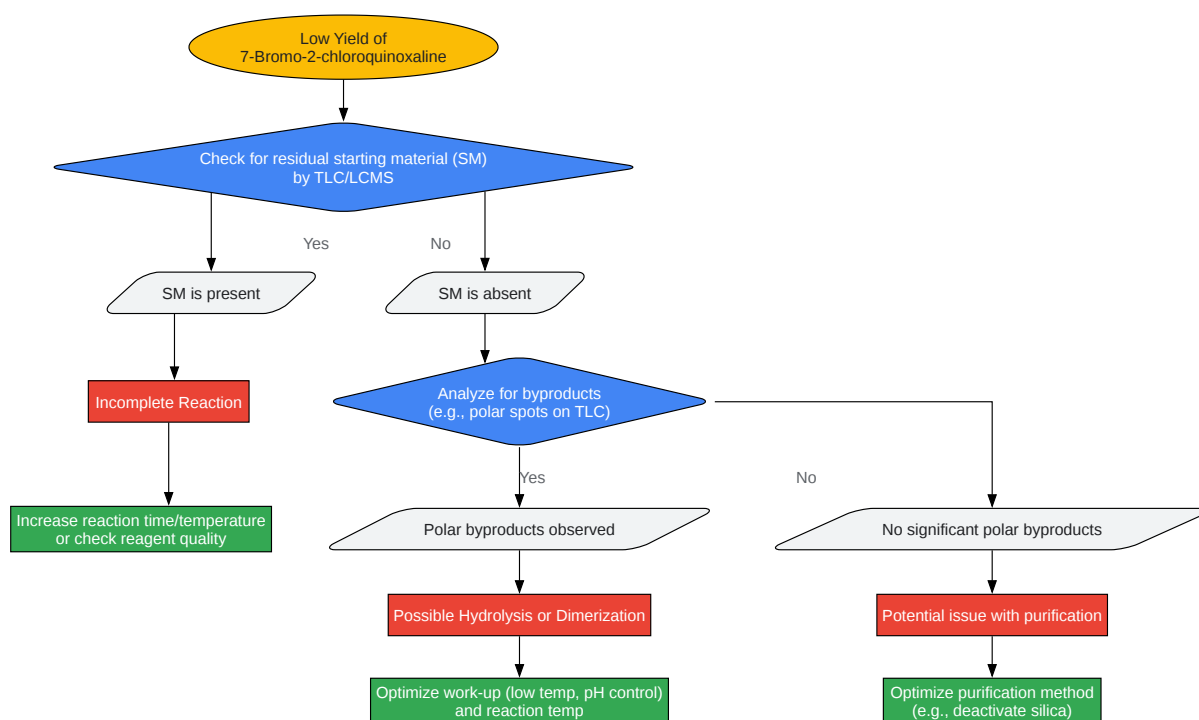 Low Yield of
7-Bromo-2-chloroquinoxaline
Check for residual starting material (SM)
by TLC/LCMS
Yes
No
SM is present
SM is absent
Incomplete Reaction
Analyze for byproducts
(e.g., polar spots on TLC)
Yes
No
Increase reaction time/temperature
or check reagent quality
Polar byproducts observed
No significant polar byproducts
Possible Hydrolysis or Dimerization
Potential issue with purification
Optimize work-up (low temp, pH control)
and reaction temp
Optimize purification method
(e.g., deactivate silica)